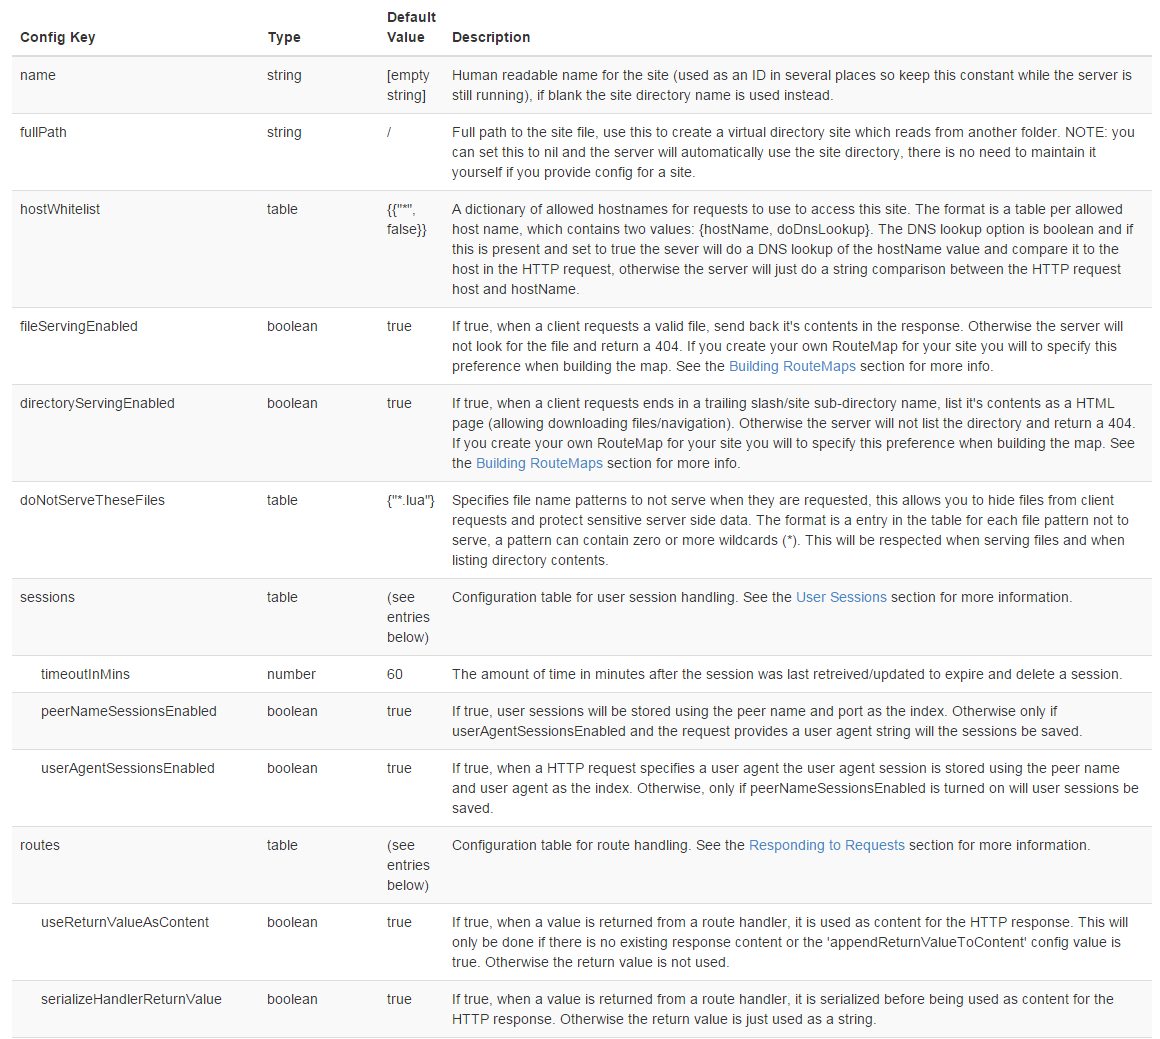 Config Key Type Default Value Description
name string [empty Human readable name for the site (used as an ID in several places so keep this constant while the server is
string] still running), if blank the site directory name is used instead.
fullPath string / Full path to the site file, use this to create a virtual directory site which reads from another folder. NOTE: you
can set this to nil and the server will automatically use the site directory, there is no need to maintain it
yourself if you provide config for a site.
hostWhitelist table {{"*", A dictionary of allowed hostnames for requests to use to access this site. The format is a table per allowed
false}} host name, which contains two values: {hostName, doDnsLookup}. The DNS lookup option is boolean and if
this is present and set to true the sever will do a DNS lookup of the hostName value and compare it to the
host in the HTTP request, otherwise the server will just do a string comparison between the HTTP request
host and hostName.
fileServingEnabled boolean true If true, when a client requests a valid file, send back it's contents in the response. Otherwise the server will
not look for the file and return a 404. If you create your own RouteMap for your site you will to specify this
preference when building the map. See the Building RouteMaps section for more info.
directoryServingEnabled boolean true If true, when a client requests ends in a trailing slash/site sub-directory name, list it's contents as a HTML
page (allowing downloading files/navigation). Otherwise the server will not list the directory and return a 404.
If you create your own RouteMap for your site you will to specify this preference when building the map. See
the Building RouteMaps section for more info.
doNotServeTheseFiles table {"*.lua"} Specifies file name patterns to not serve when they are requested, this allows you to hide files from client
requests and protect sensitive server side data. The format is a entry in the table for each file pattern not to
serve, a pattern can contain zero or more wildcards (*). This will be respected when serving files and when
listing directory contents.
sessions table (see Configuration table for user session handling. See the User Sessions section for more information.
entries
below)
timeoutInMins number 60 The amount of time in minutes after the session was last retreived/updated to expire and delete a session.
peerNameSessionsEnabled boolean true If true, user sessions will be stored using the peer name and port as the index. Otherwise only if
userAgentSessionsEnabled and the request provides a user agent string will the sessions be saved.
userAgentSessionsEnabled boolean true If true, when a HTTP request specifies a user agent the user agent session is stored using the peer name
and user agent as the index. Otherwise, only if peerNameSessionsEnabled is turned on will user sessions be
saved.
routes table (see Configuration table for route handling. See the Responding to Requests section for more information.
entries
below)
useReturnValueAsContent boolean true If true, when a value is returned from a route handler, it is used as content for the HTTP response. This will
only be done if there is no existing response content or the 'appendReturnValueToContent' config value is
true. Otherwise the return value is not used.
serializeHandlerReturnValue boolean true If true, when a value is returned from a route handler, it is serialized before being used as content for the
HTTP response. Otherwise the return value is just used as a string.